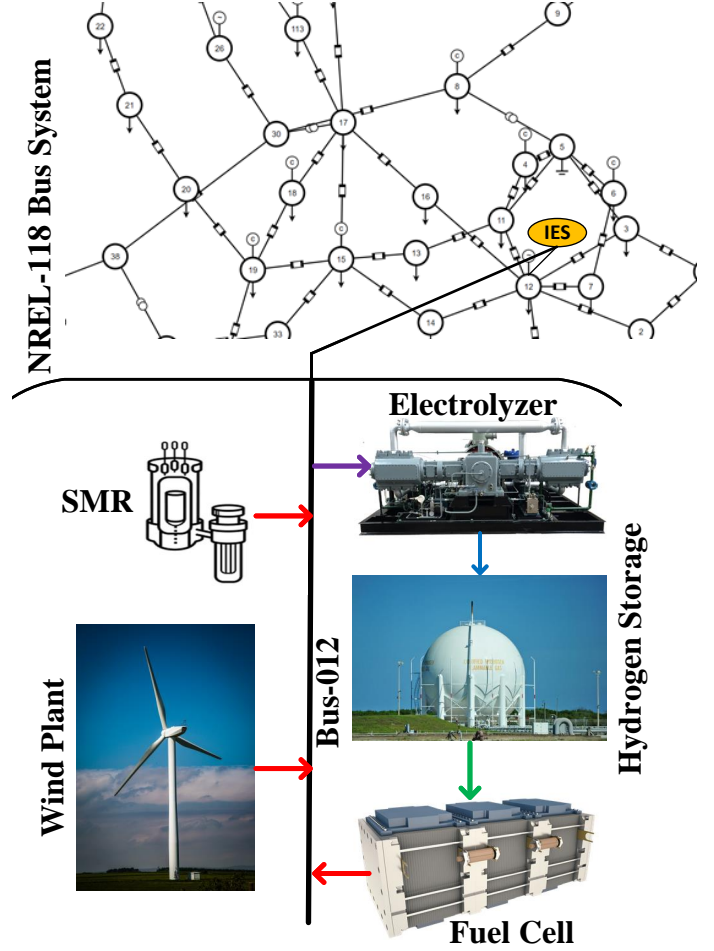 NREL-118 Bus System
9
22
26
113
c
8
21
17
30
c
5
c
4
c
6
c
18
20
16
11
3
IES
c
c
38
19
15
13
12
7
33
14
2
Electrolyzer
SMR
Hydrogen Storage
Bus-012
Wind Plant
Fuel Cell